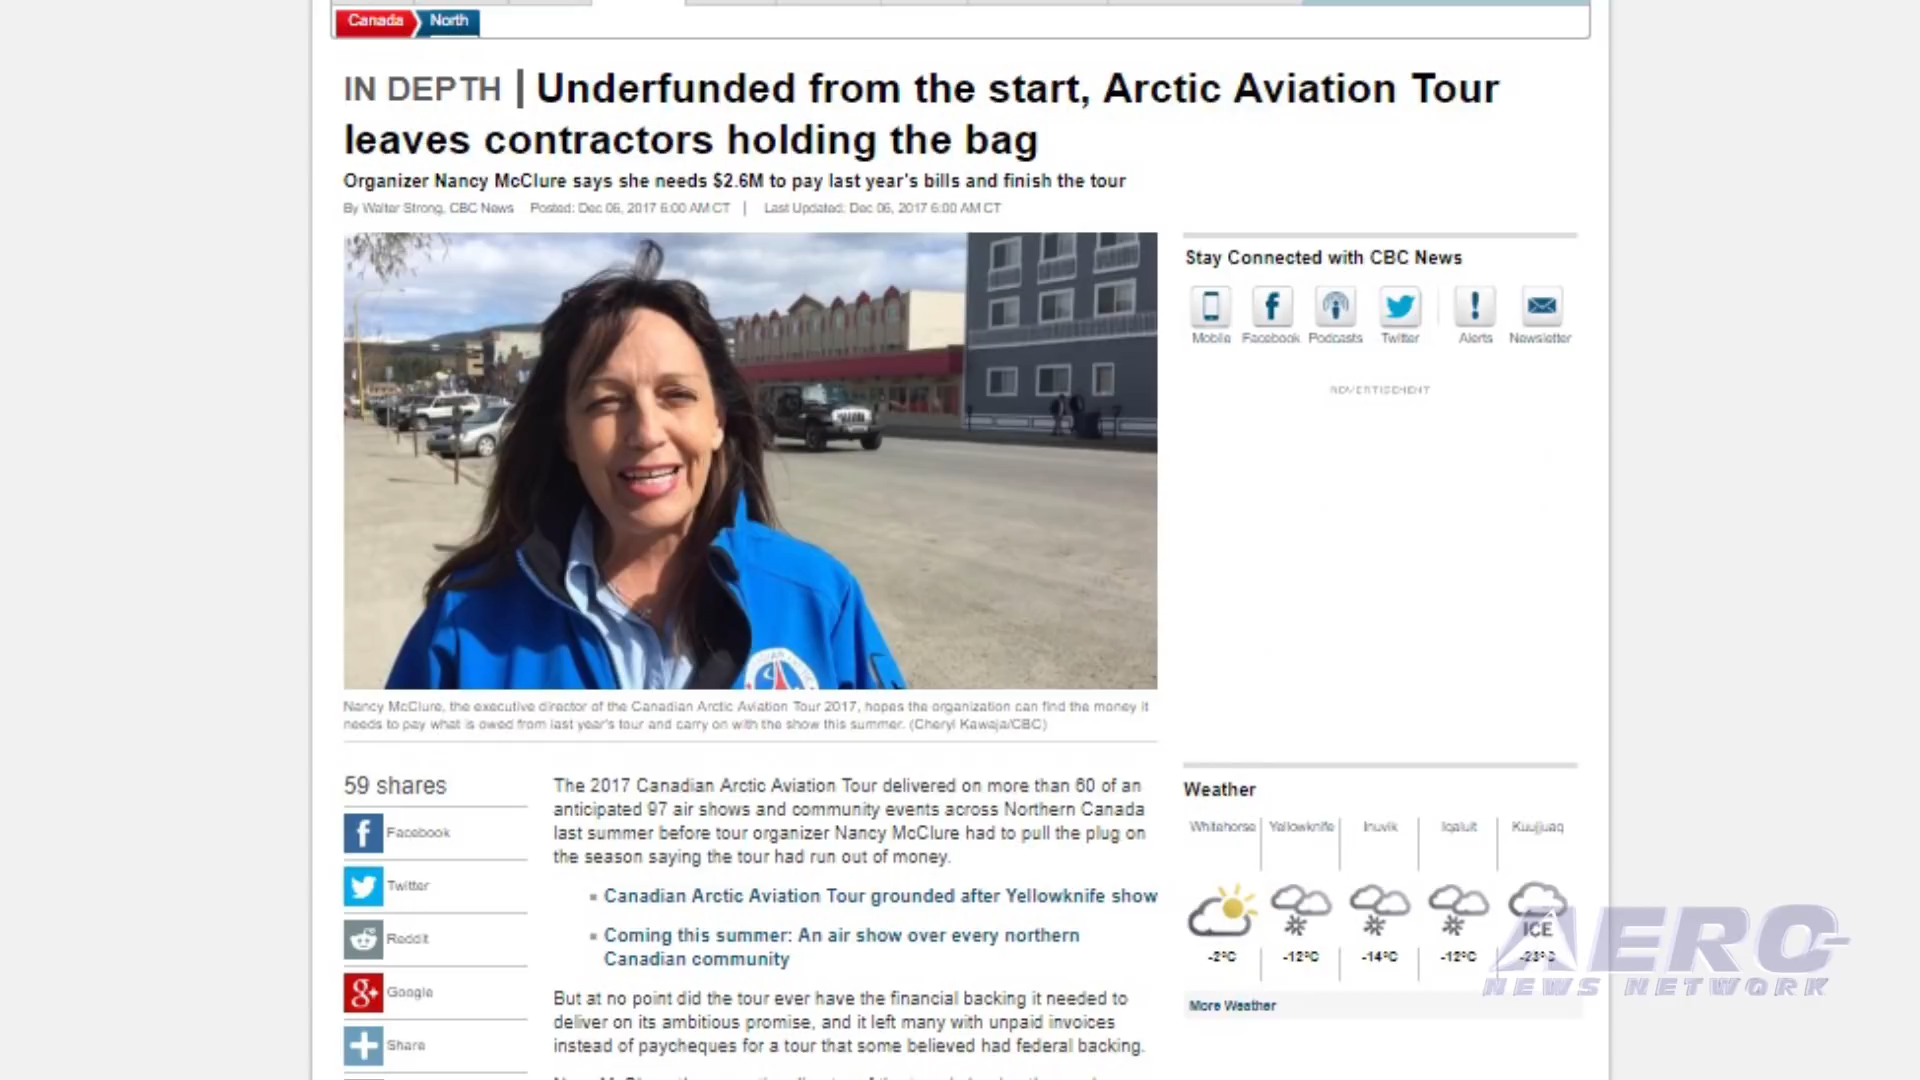 Canada North
IN DEPTH | Underfunded from the start, Arctic Aviation Tour
leaves contractors holding the bag
Organizer Nancy McClure says she needs $2.6M to pay last year's bills and finish the tour
By Walter Strong, CBC News Posted: Dec 06, 2017 6:00 AM CT | Last Updated: Dec 06, 2017 6:00 AM CT
Stay Connected with CBC News
Mobile Facebook Podcasts Twitter Alerts Newsletter
ADVERTISEMENT
Nancy McClure, the executive director of the Canadian Arctic Aviation Tour 2017, hopes the organization can find the money it
needs to pay what is owed from last year's tour and carry on with the show this summer. (Cheryl Kawaja/CBC)
59 shares
Facebook
Twitter
Reddit
Google
Share
The 2017 Canadian Arctic Aviation Tour delivered on more than 60 of an
anticipated 97 air shows and community events across Northern Canada
last summer before tour organizer Nancy McClure had to pull the plug on
the season saying the tour had run out of money.
Canadian Arctic Aviation Tour grounded after Yellowknife show
Coming this summer: An air show over every northern
Canadian community
But at no point did the tour ever have the financial backing it needed to
deliver on its ambitious promise, and it left many with unpaid invoices
instead of paycheques for a tour that some believed had federal backing.
Weather
Whitehorse Yellowknife Inuvik Iqaluit Kuujjuaq
ICE
-2°C -12°C -14°C -12°C -23°C
More Weather
AERO
NEWS NETWORK